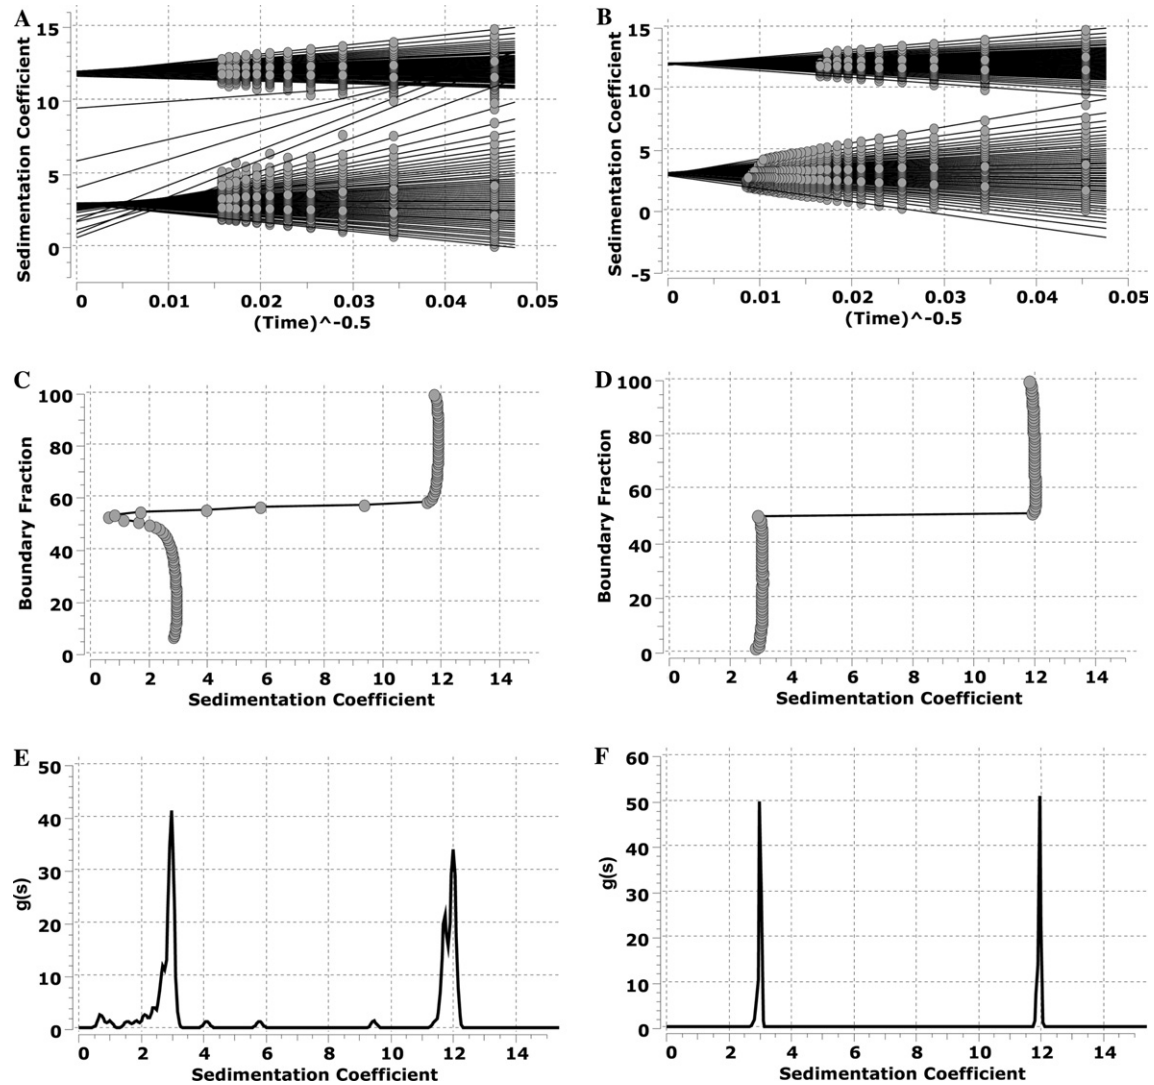 A
15
10
5
0
Sedimentation Coefficient
0 0.01 0.02 0.03 0.04 0.05
(Time)^-0.5
B
15
10
5
0
-5
Sedimentation Coefficient
0 0.01 0.02 0.03 0.04 0.05
(Time)^-0.5
C
100
80
60
40
20
0
Boundary Fraction
0 2 4 6 8 10 12 14
Sedimentation Coefficient
D
100
80
60
40
20
0
Boundary Fraction
0 2 4 6 8 10 12 14
Sedimentation Coefficient
E
50
40
30
20
10
0
g(s)
0 2 4 6 8 10 12 14
Sedimentation Coefficient
F
60
50
40
30
20
10
0
g(s)
0 2 4 6 8 10 12 14
Sedimentation Coefficient